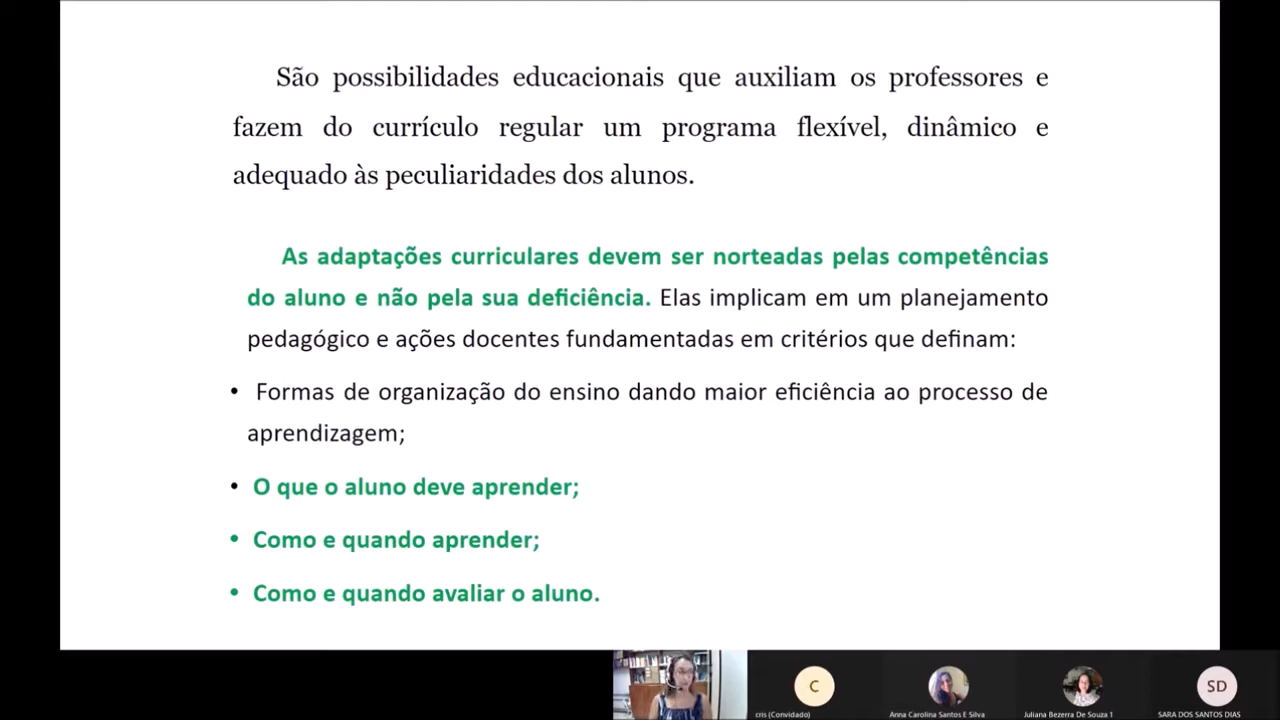 São possibilidades educacionais que auxiliam os professores e
fazem do currículo regular um programa flexível, dinâmico e
adequado às peculiaridades dos alunos.
As adaptações curriculares devem ser norteadas pelas competências
do aluno e não pela sua deficiência. Elas implicam em um planejamento
pedagógico e ações docentes fundamentadas em critérios que definam:
• Formas de organização do ensino dando maior eficiência ao processo de
aprendizagem;
• O que o aluno deve aprender;
• Como e quando aprender;
• Como e quando avaliar o aluno.
C
SD
cris (Convidado)
Anna Carolina Santos E Silva
Juliana Bezerra De Souza 1
SARA DOS SANTOS DIAS